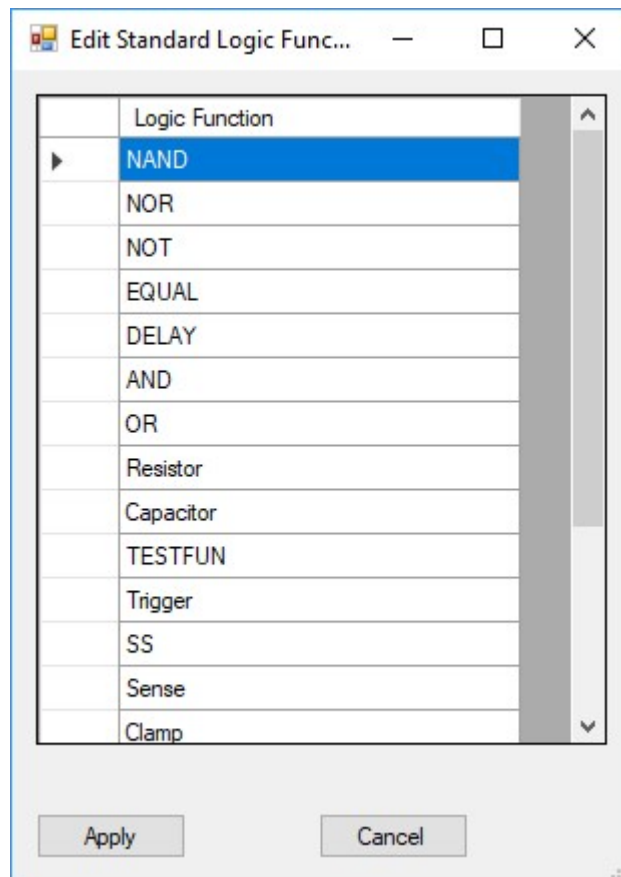 Edit Standard Logic Func...
Logic Function
NAND
NOR
NOT
EQUAL
DELAY
AND
OR
Resistor
Capacitor
TESTFUN
Trigger
SS
Sense
Clamp
Apply Cancel